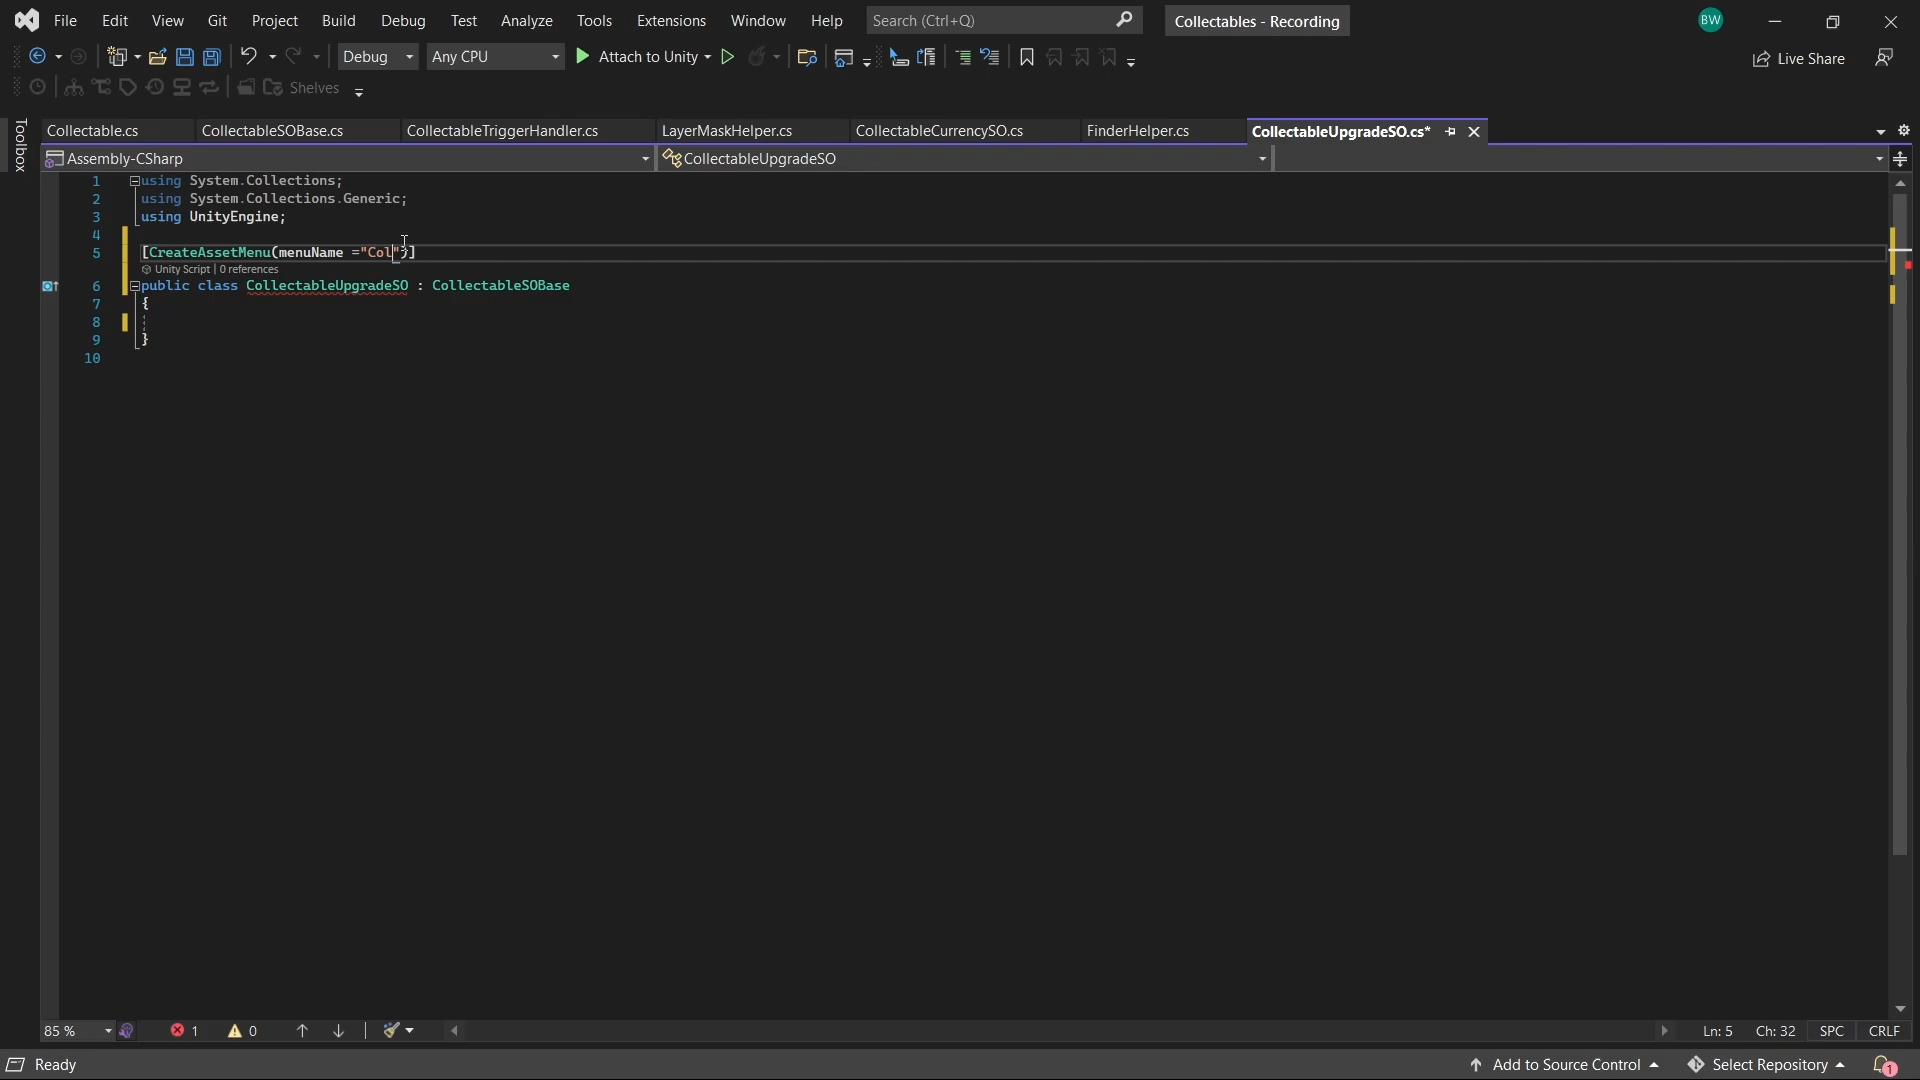 File Edit View Git Project Build Debug Test Analyze Tools Extensions Window Help Search (Ctrl+Q) Collectables - Recording BW
Debug Any CPU Attach to Unity Live Share
Shelves
Toolbox
Collectable.cs CollectableSOBase.cs CollectableTriggerHandler.cs LayerMaskHelper.cs CollectableCurrencySO.cs FinderHelper.cs CollectableUpgradeSO.cs*
Assembly-CSharp CollectableUpgradeSO
1 using System.Collections;
2 using System.Collections.Generic;
3 using UnityEngine;
4
5 [CreateAssetMenu(menuName ="Col")]
Unity Script | 0 references
6 public class CollectableUpgradeSO : CollectableSOBase
7 {
8
9 }
10
85 % 1 0 Ln: 5 Ch: 32 SPC CRLF
Ready Add to Source Control Select Repository 1